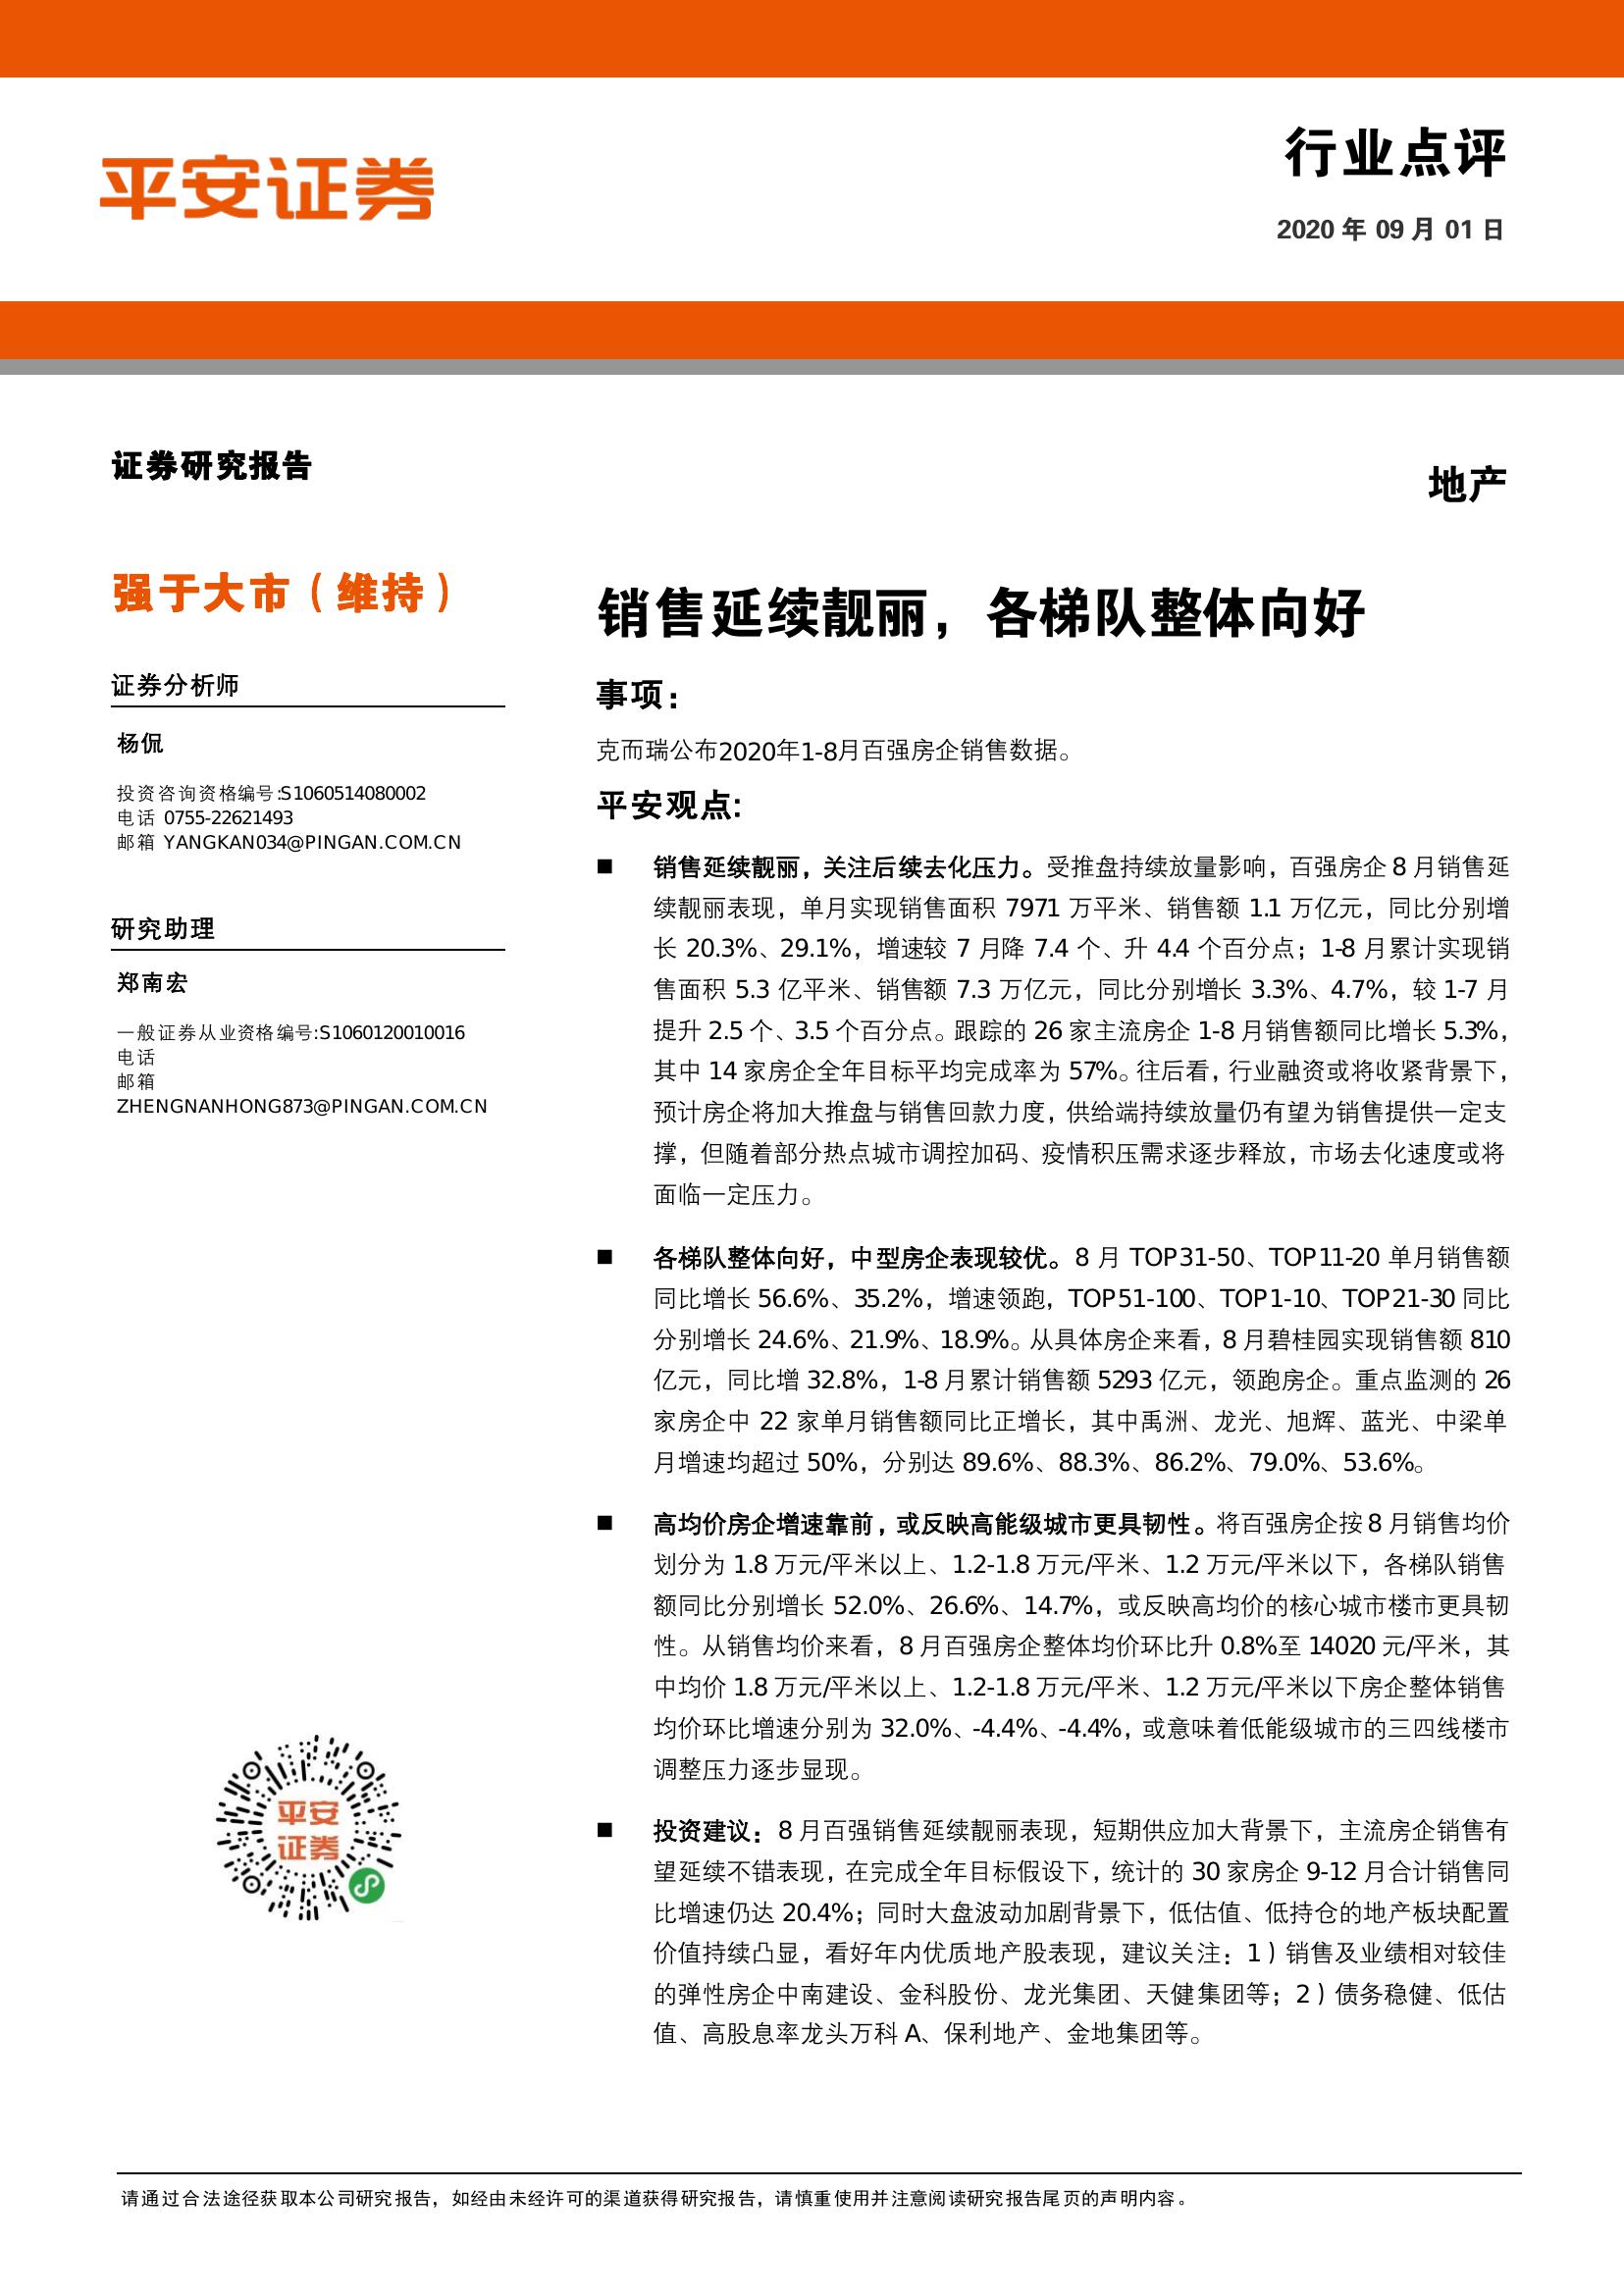 平安证券
行业点评
2020 年 09 月 01 日
证券研究报告
地产
强于大市（维持）
证券分析师
杨侃
投资咨询资格编号:S1060514080002
电话 0755-22621493
邮箱 YANGKAN034@PINGAN.COM.CN
研究助理
郑南宏
一般证券从业资格编号:S1060120010016
电话
邮箱
ZHENGNANHONG873@PINGAN.COM.CN
平安
证券
销售延续靓丽，各梯队整体向好
事项：
克而瑞公布2020年1-8月百强房企销售数据。
平安观点:
■ 销售延续靓丽，关注后续去化压力。受推盘持续放量影响，百强房企 8 月销售延
续靓丽表现，单月实现销售面积 7971 万平米、销售额 1.1 万亿元，同比分别增
长 20.3%、29.1%，增速较 7 月降 7.4 个、升 4.4 个百分点；1-8 月累计实现销
售面积 5.3 亿平米、销售额 7.3 万亿元，同比分别增长 3.3%、4.7%，较 1-7 月
提升 2.5 个、3.5 个百分点。跟踪的 26 家主流房企 1-8 月销售额同比增长 5.3%，
其中 14 家房企全年目标平均完成率为 57%。往后看，行业融资或将收紧背景下，
预计房企将加大推盘与销售回款力度，供给端持续放量仍有望为销售提供一定支
撑，但随着部分热点城市调控加码、疫情积压需求逐步释放，市场去化速度或将
面临一定压力。
■ 各梯队整体向好，中型房企表现较优。8 月 TOP31-50、TOP11-20 单月销售额
同比增长 56.6%、35.2%，增速领跑，TOP51-100、TOP1-10、TOP21-30 同比
分别增长 24.6%、21.9%、18.9%。从具体房企来看，8 月碧桂园实现销售额 810
亿元，同比增 32.8%，1-8 月累计销售额 5293 亿元，领跑房企。重点监测的 26
家房企中 22 家单月销售额同比正增长，其中禹洲、龙光、旭辉、蓝光、中梁单
月增速均超过 50%，分别达 89.6%、88.3%、86.2%、79.0%、53.6%。
■ 高均价房企增速靠前，或反映高能级城市更具韧性。将百强房企按 8 月销售均价
划分为 1.8 万元/平米以上、1.2-1.8 万元/平米、1.2 万元/平米以下，各梯队销售
额同比分别增长 52.0%、26.6%、14.7%，或反映高均价的核心城市楼市更具韧
性。从销售均价来看，8 月百强房企整体均价环比升 0.8%至 14020 元/平米，其
中均价 1.8 万元/平米以上、1.2-1.8 万元/平米、1.2 万元/平米以下房企整体销售
均价环比增速分别为 32.0%、-4.4%、-4.4%，或意味着低能级城市的三四线楼市
调整压力逐步显现。
■ 投资建议：8 月百强销售延续靓丽表现，短期供应加大背景下，主流房企销售有
望延续不错表现，在完成全年目标假设下，统计的 30 家房企 9-12 月合计销售同
比增速仍达 20.4%；同时大盘波动加剧背景下，低估值、低持仓的地产板块配置
价值持续凸显，看好年内优质地产股表现，建议关注：1）销售及业绩相对较佳
的弹性房企中南建设、金科股份、龙光集团、天健集团等；2）债务稳健、低估
值、高股息率龙头万科 A、保利地产、金地集团等。
请通过合法途径获取本公司研究报告，如经由未经许可的渠道获得研究报告，请慎重使用并注意阅读研究报告尾页的声明内容。